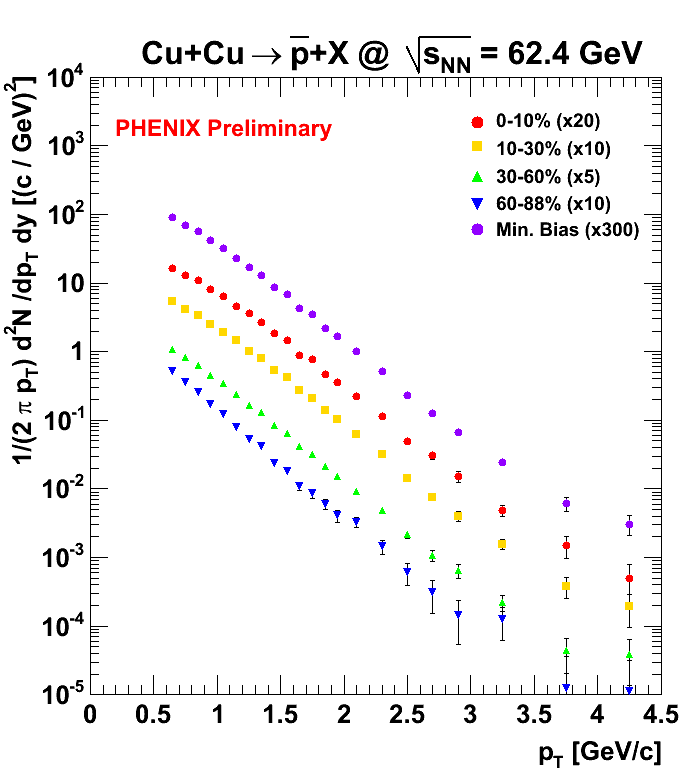 Cu+Cu → p̅+X @ √sNN = 62.4 GeV
PHENIX Preliminary
0-10% (x20)
10-30% (x10)
30-60% (x5)
60-88% (x10)
Min. Bias (x300)
1/(2 π pT) d²N /dpT dy [(c / GeV)²]
10⁴
10³
10²
10
1
10⁻¹
10⁻²
10⁻³
10⁻⁴
10⁻⁵
0 0.5 1 1.5 2 2.5 3 3.5 4 4.5
pT [GeV/c]